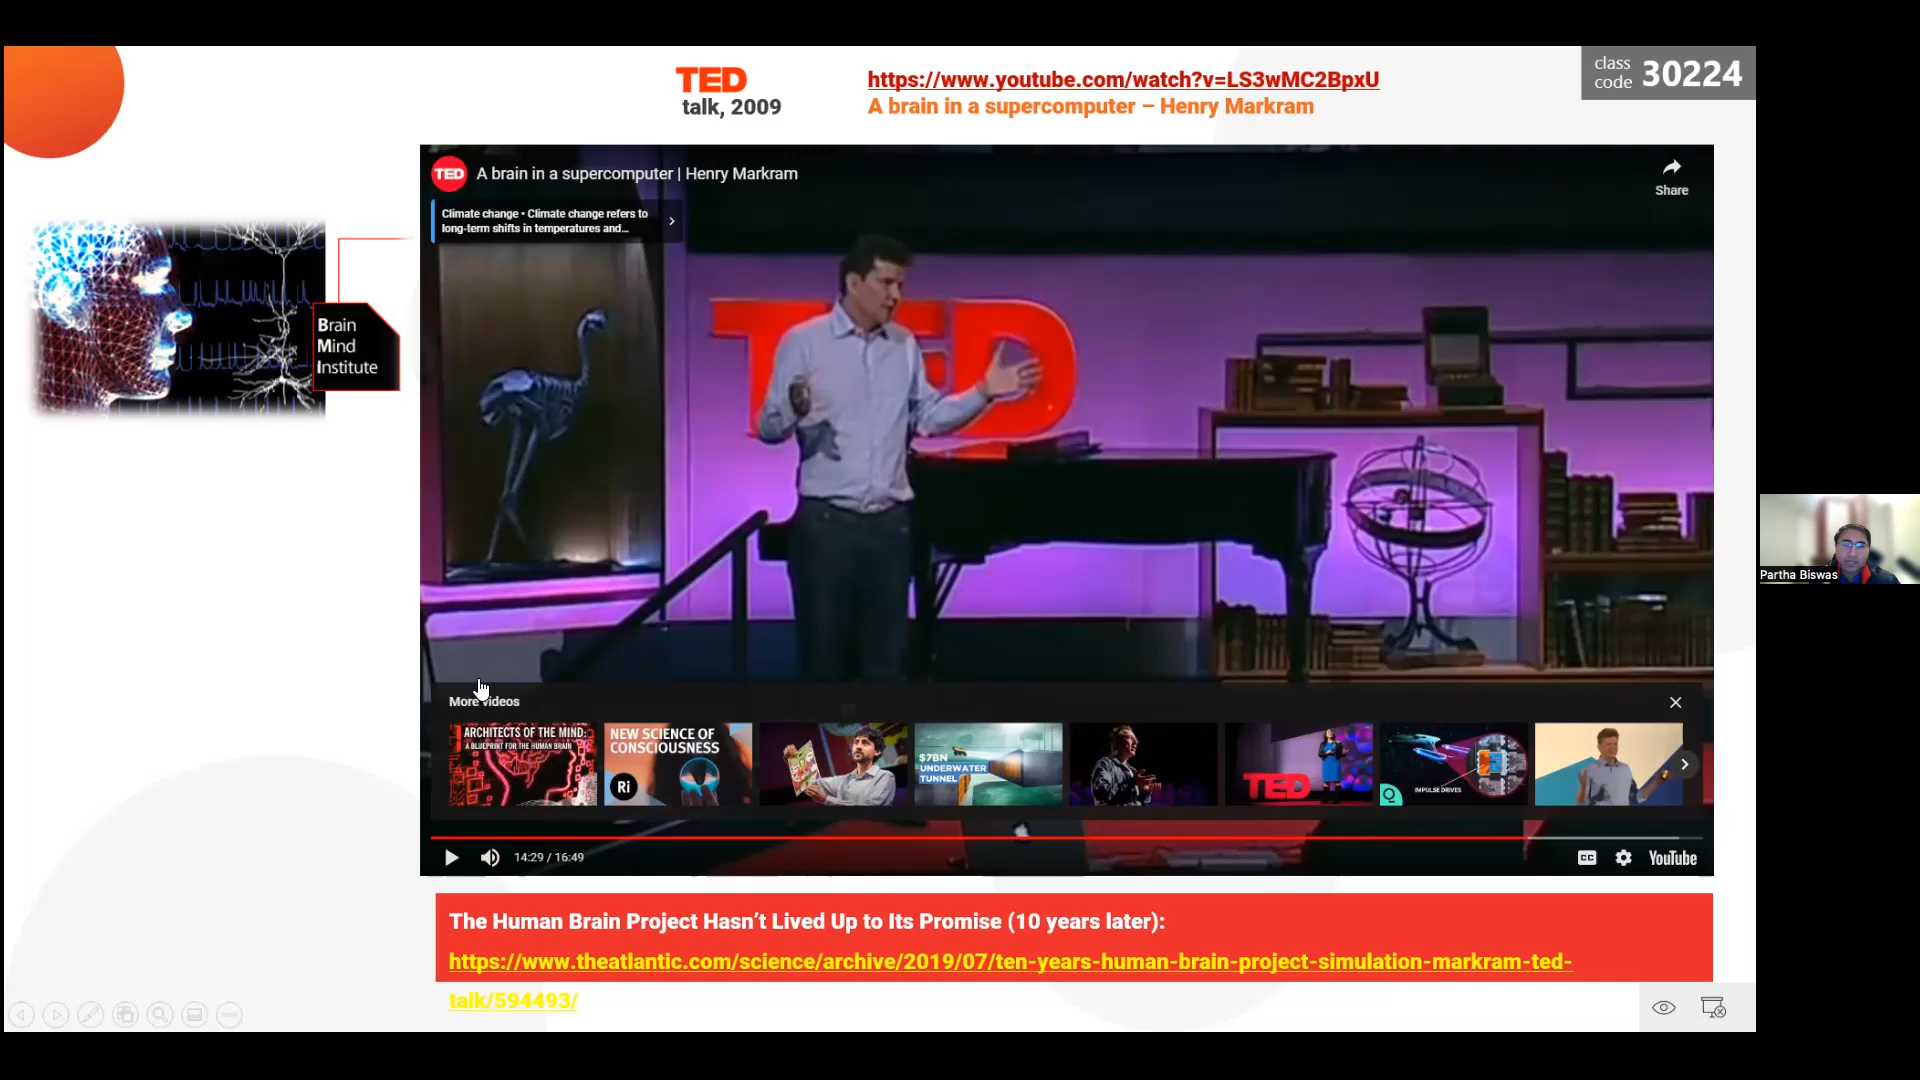 TED
talk, 2009
https://www.youtube.com/watch?v=LS3wMC2BpxU
A brain in a supercomputer – Henry Markram
class
code 30224
TED A brain in a supercomputer | Henry Markram
Share
Climate change • Climate change refers to
long-term shifts in temperatures and...
Brain
Mind
Institute
TED
More videos
ARCHITECTS OF THE MIND:
A BLUEPRINT FOR THE HUMAN BRAIN
NEW SCIENCE OF
CONSCIOUSNESS
Ri
$7BN
UNDERWATER
TUNNEL
TED
IMPULSE DRIVES
14:29 / 16:49
CC
YouTube
Partha Biswas
The Human Brain Project Hasn’t Lived Up to Its Promise (10 years later):
https://www.theatlantic.com/science/archive/2019/07/ten-years-human-brain-project-simulation-markram-ted-
talk/594493/